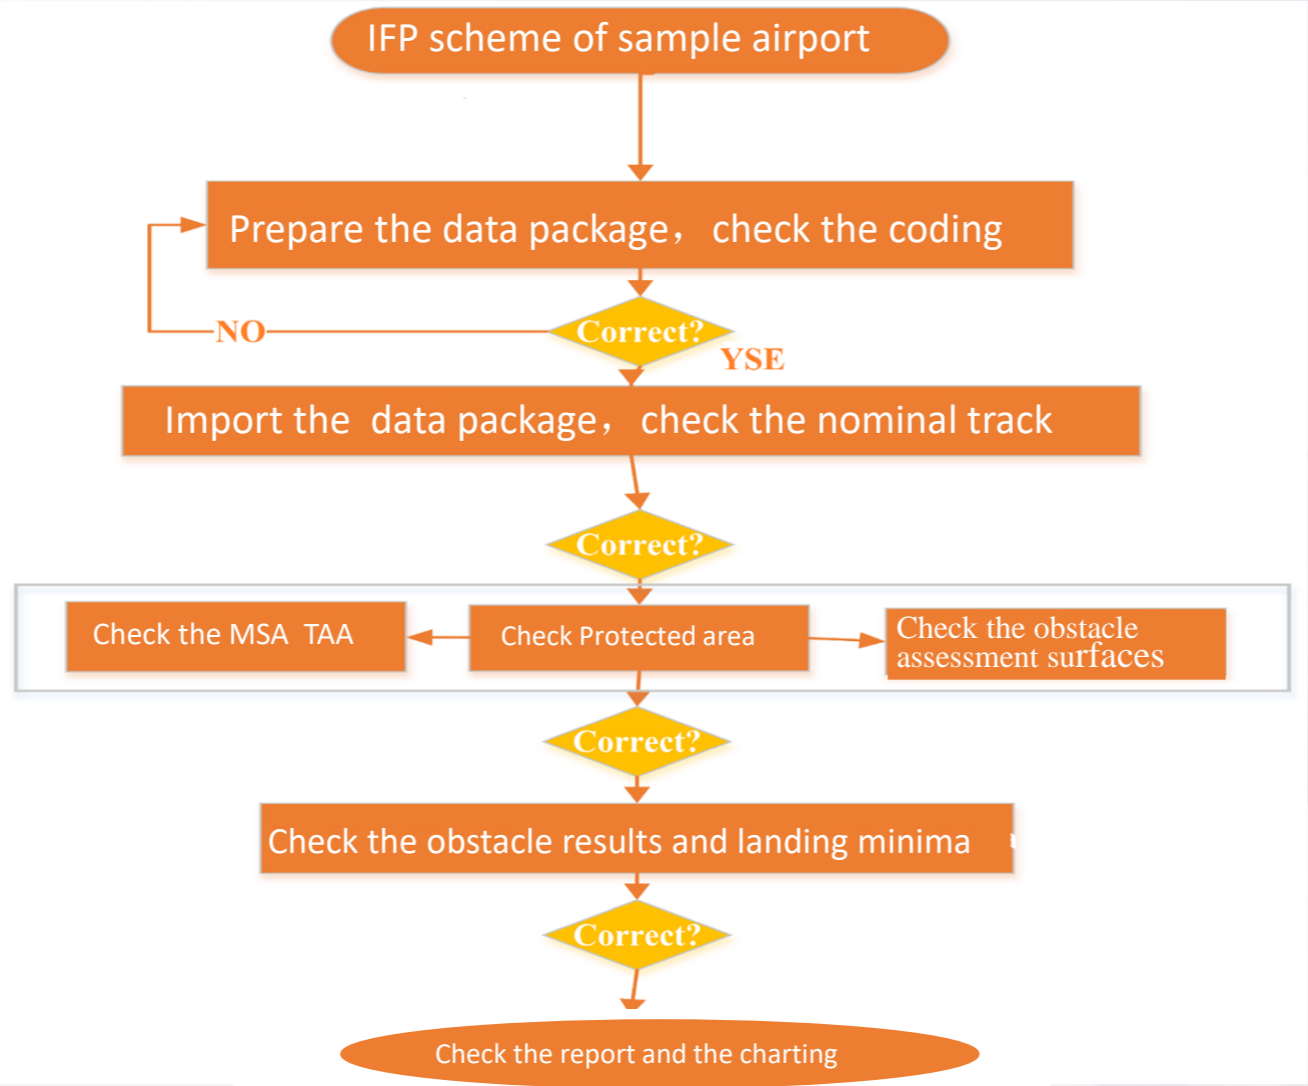 IFP scheme of sample airport
Prepare the data package，check the coding
Correct?
NO
YSE
Import the data package，check the nominal track
Correct?
Check the MSA TAA
Check Protected area
Check the obstacle
assessment surfaces
Correct?
Check the obstacle results and landing minima
Correct?
Check the report and the charting